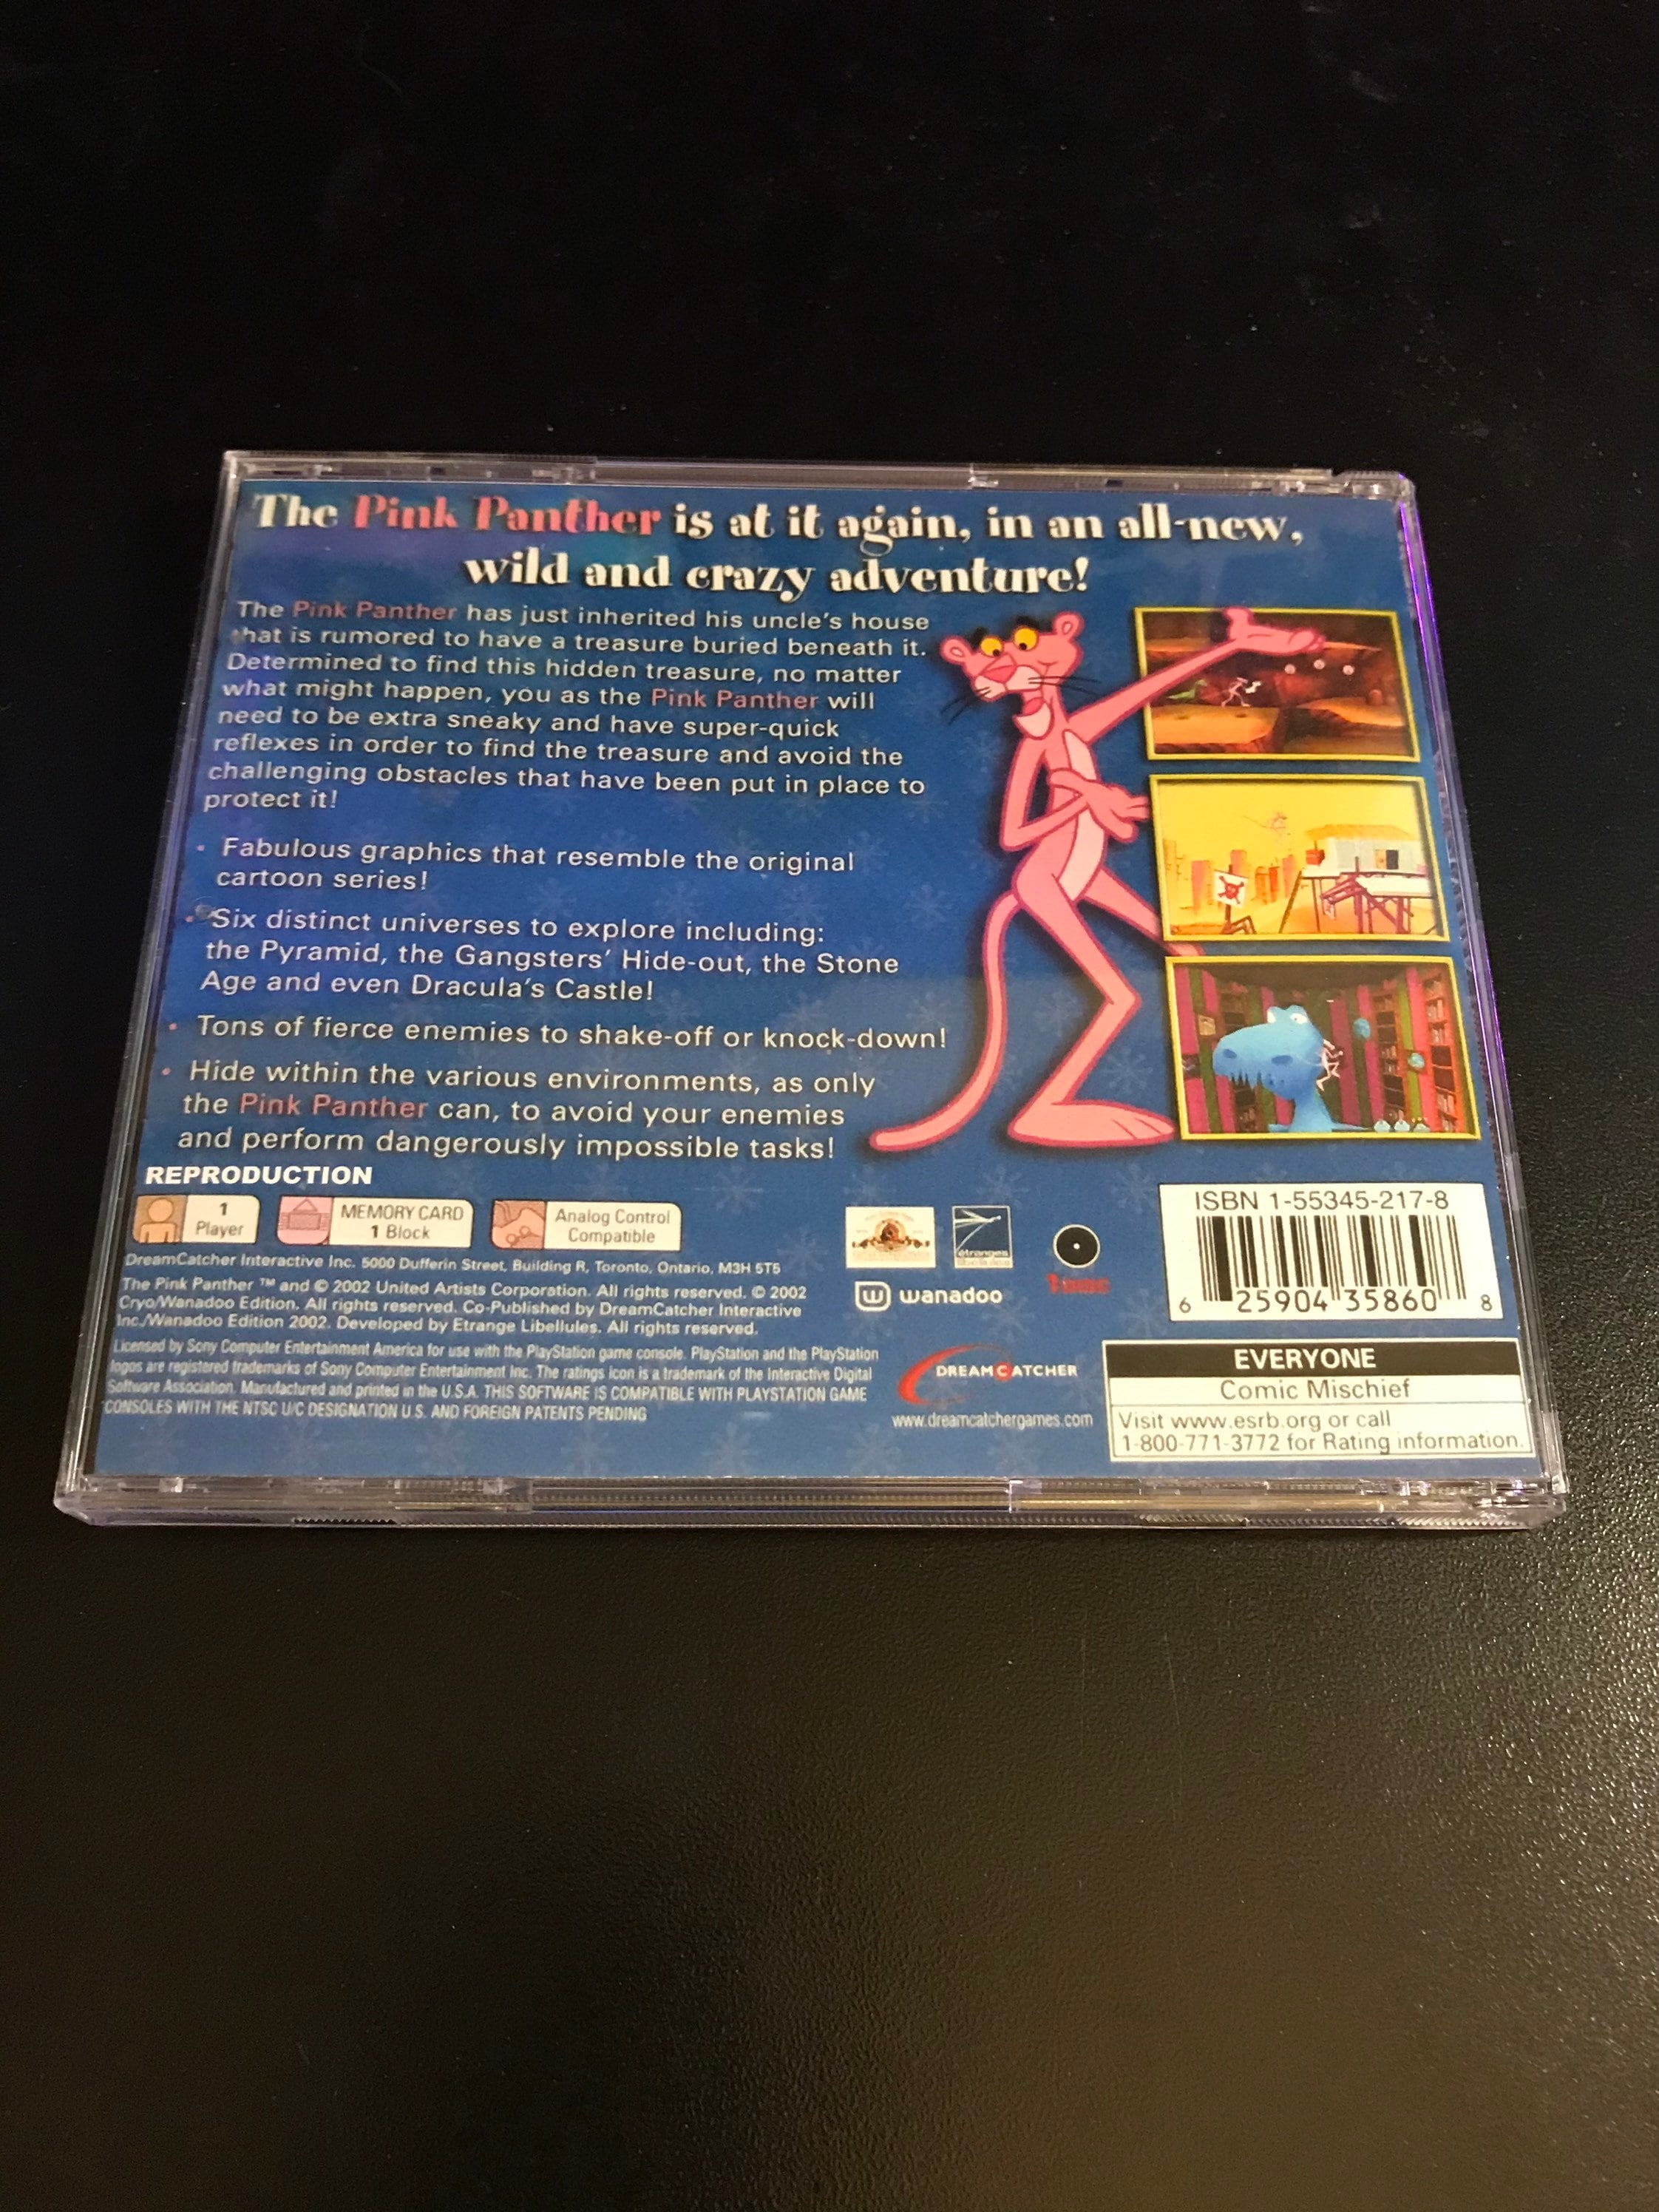 The Pink Panther is at it again, in an all-new,
wild and crazy adventure!
The Pink Panther has just inherited his uncle's house
that is rumored to have a treasure buried beneath it.
Determined to find this hidden treasure, no matter
what might happen, you as the Pink Panther will
need to be extra sneaky and have super-quick
reflexes in order to find the treasure and avoid the
challenging obstacles that have been put in place to
protect it!
• Fabulous graphics that resemble the original
cartoon series!
• Six distinct universes to explore including:
the Pyramid, the Gangsters' Hide-out, the Stone
Age and even Dracula's Castle!
• Tons of fierce enemies to shake-off or knock-down!
• Hide within the various environments, as only
the Pink Panther can, to avoid your enemies
and perform dangerously impossible tasks!
REPRODUCTION
1
Player
MEMORY CARD
1 Block
Analog Control
Compatible
DreamCatcher Interactive Inc. 5000 Dufferin Street, Building R, Toronto, Ontario, M3H 5T5
The Pink Panther ™ and © 2002 United Artists Corporation. All rights reserved. © 2002
Cryo/Wanadoo Edition. All rights reserved. Co-Published by DreamCatcher Interactive
Inc./Wanadoo Edition 2002. Developed by Etrange Libellules. All rights reserved.
Licensed by Sony Computer Entertainment America for use with the PlayStation game console. PlayStation and the PlayStation
logos are registered trademarks of Sony Computer Entertainment Inc. The ratings icon is a trademark of the Interactive Digital
Software Association. Manufactured and printed in the U.S.A. THIS SOFTWARE IS COMPATIBLE WITH PLAYSTATION GAME
CONSOLES WITH THE NTSC U/C DESIGNATION U.S. AND FOREIGN PATENTS PENDING
étranges
wanadoo
DREAMCATCHER
www.dreamcatchergames.com
ISBN 1-55345-217-8
6 25904 35860 8
EVERYONE
Comic Mischief
Visit www.esrb.org or call
1-800-771-3772 for Rating information.